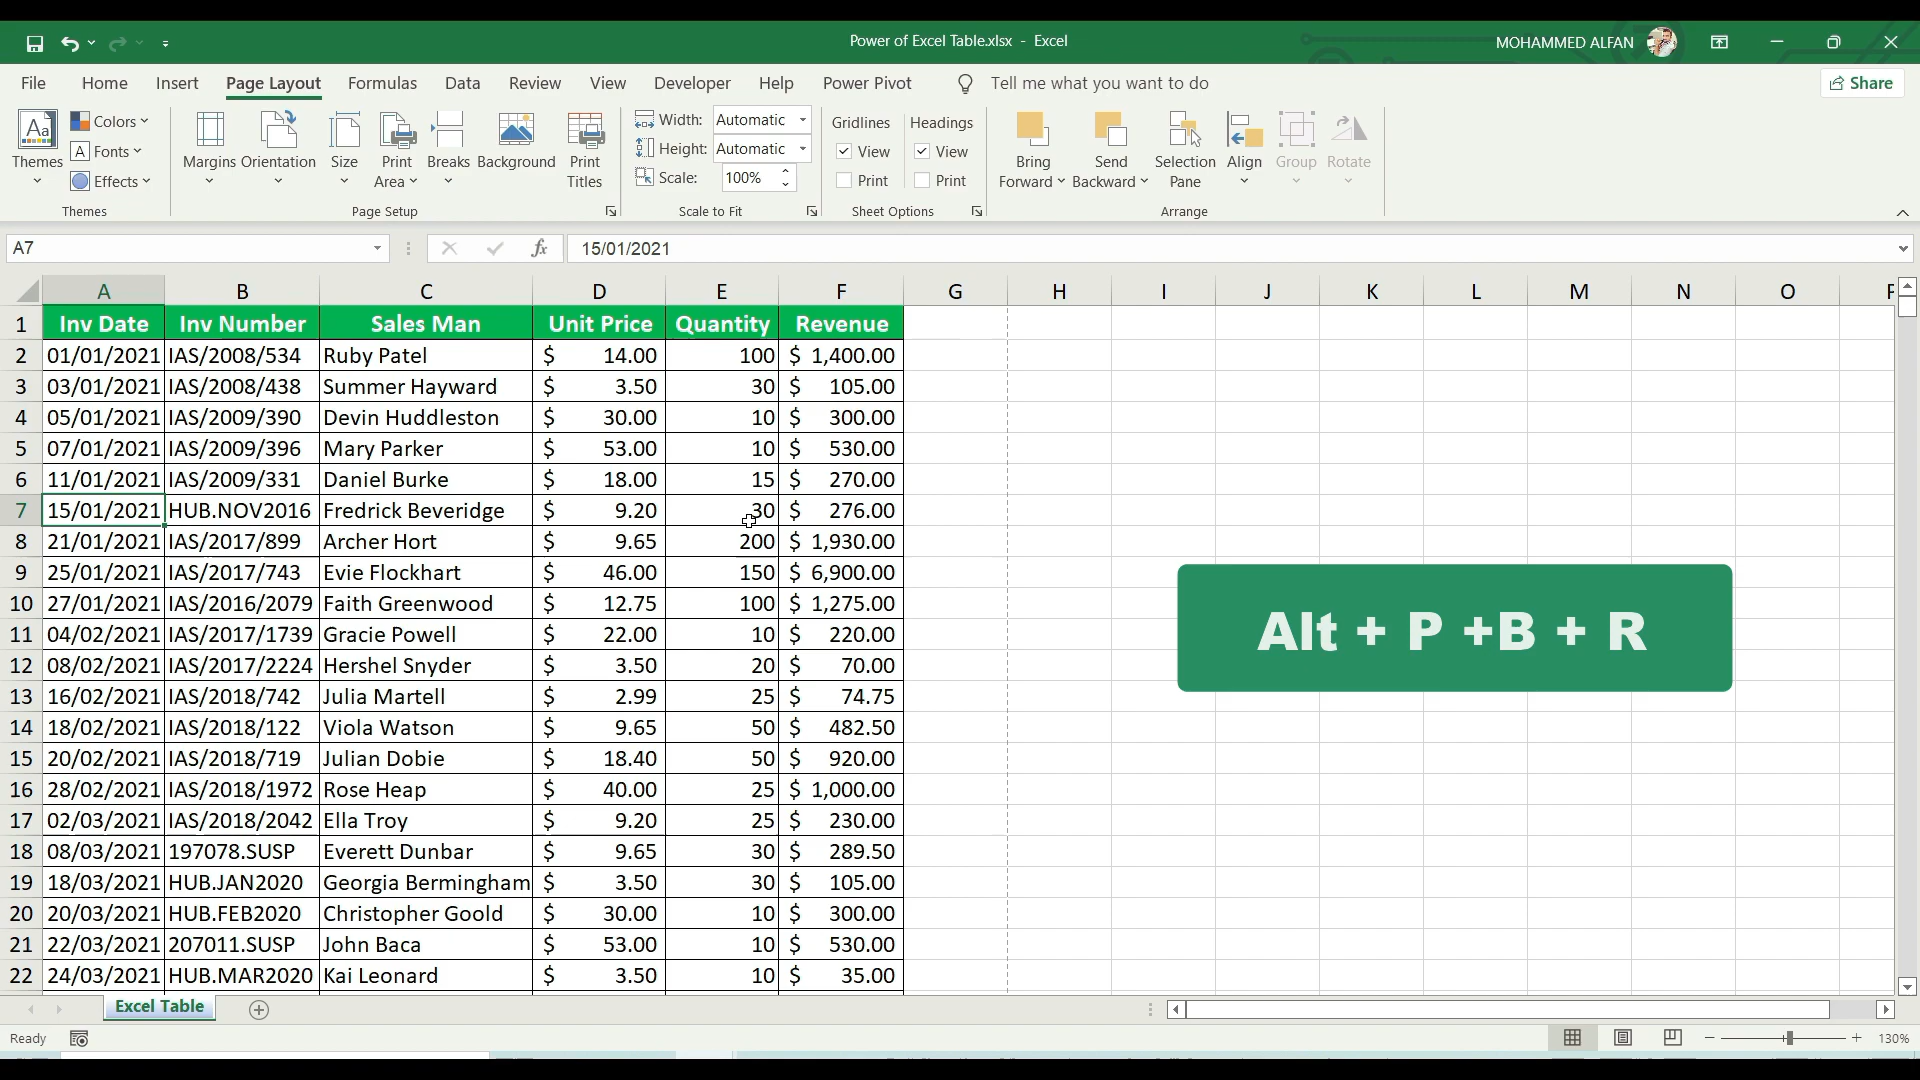 Power of Excel Table.xlsx - Excel
MOHAMMED ALFAN
File Home Insert Page Layout Formulas Data Review View Developer Help Power Pivot Tell me what you want to do Share
Aa Themes Colors A Fonts Effects
Margins Orientation Size Print Area Breaks Background Print Titles
Width: Automatic
Height: Automatic
Scale: 100%
Gridlines Headings
View View
Print Print
Bring Forward Send Backward Selection Pane Align Group Rotate
Themes Page Setup Scale to Fit Sheet Options Arrange
A7 fx 15/01/2021
A B C D E F G H I J K L M N O
1 Inv Date Inv Number Sales Man Unit Price Quantity Revenue
2 01/01/2021 IAS/2008/534 Ruby Patel $ 14.00 100 $ 1,400.00
3 03/01/2021 IAS/2008/438 Summer Hayward $ 3.50 30 $ 105.00
4 05/01/2021 IAS/2009/390 Devin Huddleston $ 30.00 10 $ 300.00
5 07/01/2021 IAS/2009/396 Mary Parker $ 53.00 10 $ 530.00
6 11/01/2021 IAS/2009/331 Daniel Burke $ 18.00 15 $ 270.00
7 15/01/2021 HUB.NOV2016 Fredrick Beveridge $ 9.20 30 $ 276.00
8 21/01/2021 IAS/2017/899 Archer Hort $ 9.65 200 $ 1,930.00
9 25/01/2021 IAS/2017/743 Evie Flockhart $ 46.00 150 $ 6,900.00
10 27/01/2021 IAS/2016/2079 Faith Greenwood $ 12.75 100 $ 1,275.00
11 04/02/2021 IAS/2017/1739 Gracie Powell $ 22.00 10 $ 220.00
12 08/02/2021 IAS/2017/2224 Hershel Snyder $ 3.50 20 $ 70.00
13 16/02/2021 IAS/2018/742 Julia Martell $ 2.99 25 $ 74.75
14 18/02/2021 IAS/2018/122 Viola Watson $ 9.65 50 $ 482.50
15 20/02/2021 IAS/2018/719 Julian Dobie $ 18.40 50 $ 920.00
16 28/02/2021 IAS/2018/1972 Rose Heap $ 40.00 25 $ 1,000.00
17 02/03/2021 IAS/2018/2042 Ella Troy $ 9.20 25 $ 230.00
18 08/03/2021 197078.SUSP Everett Dunbar $ 9.65 30 $ 289.50
19 18/03/2021 HUB.JAN2020 Georgia Bermingham $ 3.50 30 $ 105.00
20 20/03/2021 HUB.FEB2020 Christopher Goold $ 30.00 10 $ 300.00
21 22/03/2021 207011.SUSP John Baca $ 53.00 10 $ 530.00
22 24/03/2021 HUB.MAR2020 Kai Leonard $ 3.50 10 $ 35.00
Alt + P +B + R
Excel Table
Ready 130%